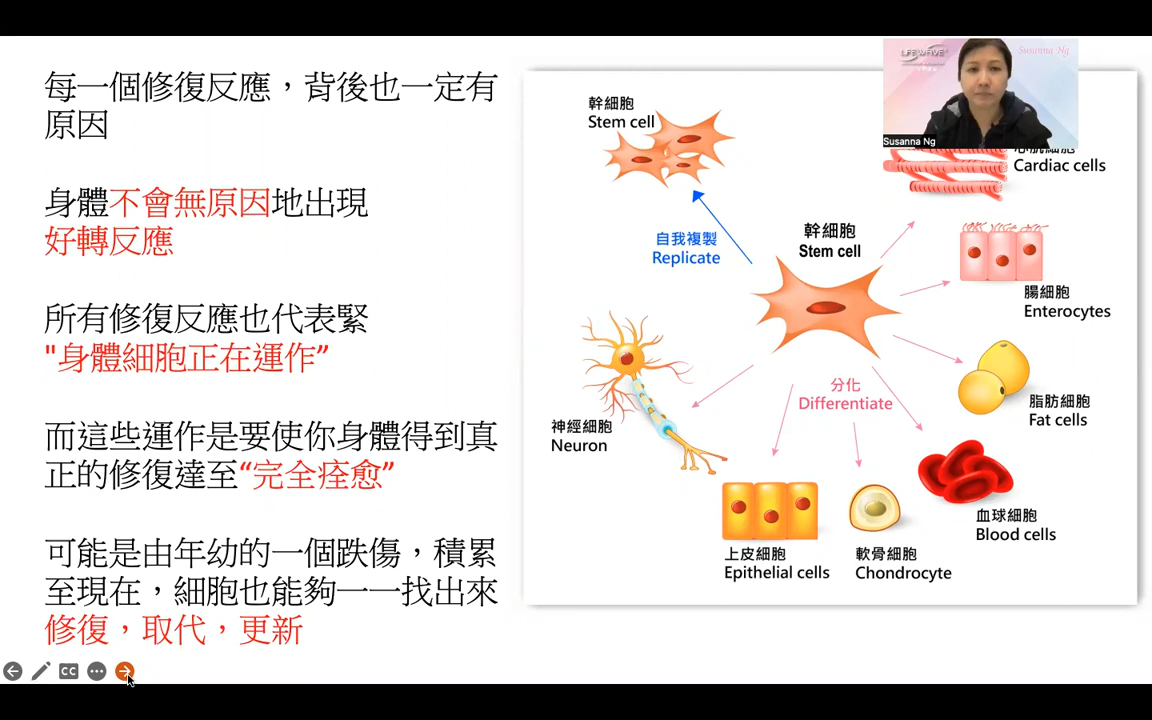 每一個修復反應，背後也一定有
原因
身體不會無原因地出現
好轉反應
所有修復反應也代表緊
"身體細胞正在運作”
而這些運作是要使你身體得到真
正的修復達至“完全痊愈”
可能是由年幼的一個跌傷，積累
至現在，細胞也能夠一一找出來
修復，取代，更新
幹細胞
Stem cell
自我複製
Replicate
幹細胞
Stem cell
LIFEWAVE
Susanna Ng
Susanna Ng
心肌細胞
Cardiac cells
腸細胞
Enterocytes
脂肪細胞
Fat cells
分化
Differentiate
神經細胞
Neuron
血球細胞
Blood cells
上皮細胞
Epithelial cells
軟骨細胞
Chondrocyte
CC